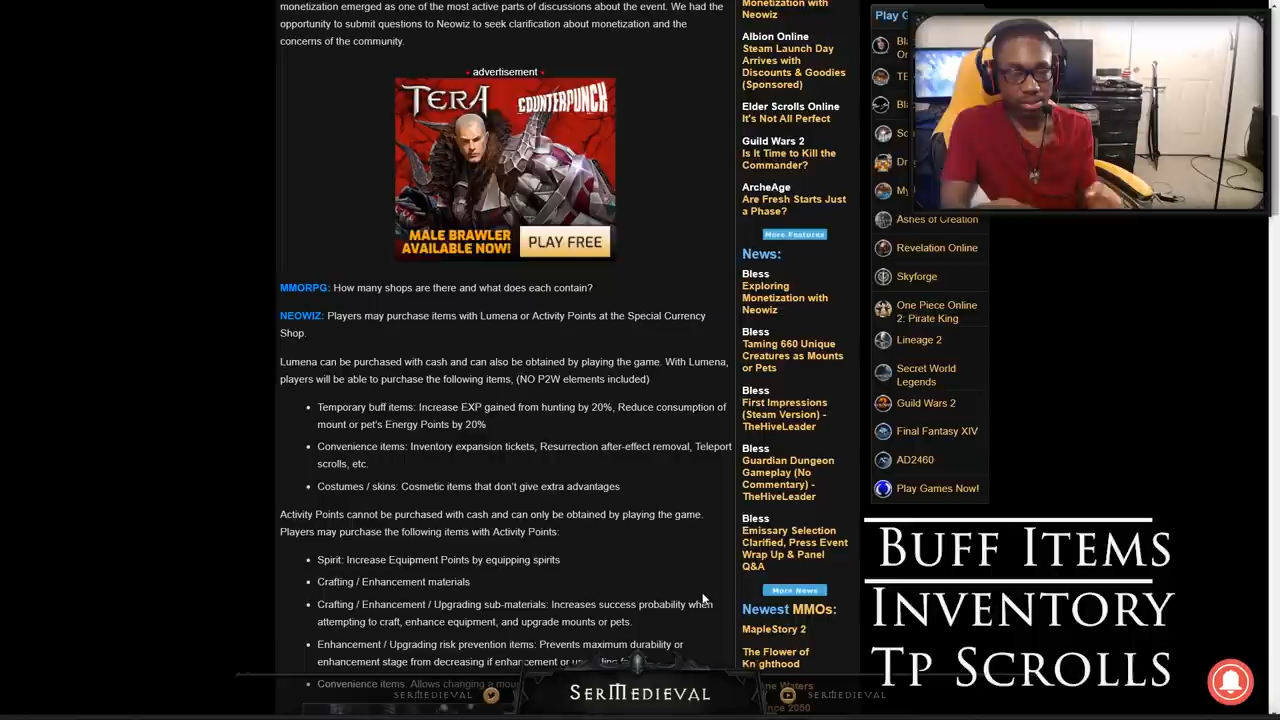 monetization emerged as one of the most active parts of discussions about the event. We had the
opportunity to submit questions to Neowiz to seek clarification about monetization and the
concerns of the community.
advertisement
TERA
COUNTERPUNCH
MALE BRAWLER
AVAILABLE NOW!
PLAY FREE
MMORPG: How many shops are there and what does each contain?
NEOWIZ: Players may purchase items with Lumena or Activity Points at the Special Currency
Shop.
Lumena can be purchased with cash and can also be obtained by playing the game. With Lumena,
players will be able to purchase the following items, (NO P2W elements included)
• Temporary buff items: Increase EXP gained from hunting by 20%, Reduce consumption of
mount or pet's Energy Points by 20%
• Convenience items: Inventory expansion tickets, Resurrection after-effect removal, Teleport
scrolls, etc.
• Costumes / skins: Cosmetic items that don't give extra advantages
Activity Points cannot be purchased with cash and can only be obtained by playing the game.
Players may purchase the following items with Activity Points:
• Spirit: Increase Equipment Points by equipping spirits
• Crafting / Enhancement materials
• Crafting / Enhancement / Upgrading sub-materials: Increases success probability when
attempting to craft, enhance equipment, and upgrade mounts or pets.
• Enhancement / Upgrading risk prevention items: Prevents maximum durability or
enhancement stage from decreasing if enhancement or
• Convenience items. Allows changing a
Monetization with
Neowiz
Albion Online
Steam Launch Day
Arrives with
Discounts & Goodies
(Sponsored)
Elder Scrolls Online
It's Not All Perfect
Guild Wars 2
Is It Time to Kill the
Commander?
ArcheAge
Are Fresh Starts Just
a Phase?
More Features
News:
Bless
Exploring
Monetization with
Neowiz
Bless
Taming 660 Unique
Creatures as Mounts
or Pets
Bless
First Impressions
(Steam Version) -
TheHiveLeader
Bless
Guardian Dungeon
Gameplay (No
Commentary) -
TheHiveLeader
Bless
Emissary Selection
Clarified, Press Event
Wrap Up & Panel
Q&A
More News
Newest MMOs:
MapleStory 2
The Flower of
Knighthood
2050
Play G
Bla
TE
Bla
So
Dr
My
Ashes of Creation
Revelation Online
Skyforge
One Piece Online
2: Pirate King
Lineage 2
Secret World
Legends
Guild Wars 2
Final Fantasy XIV
AD2460
Play Games Now!
BUFF ITEMS
INVENTORY
TP SCROLLS
SERMEDIEVAL
SERMEDIEVAL
SERMEDIEVAL